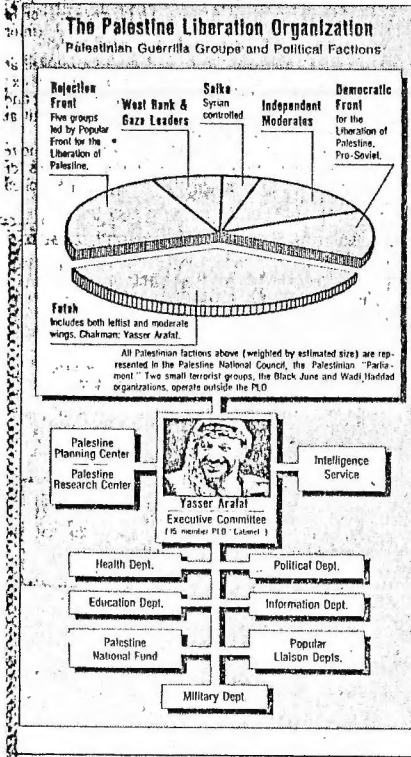 The Palestine Liberation Organization
Palestinian Guerrilla Groups and Political Factions
Rejection
Front
Five groups
led by Popular
Front for the
Liberation of
Palestine.
West Bank &
Gaza Leaders
Saika
Syrian
controlled
Independent
Moderates
Democratic
Front
for the
Liberation of
Palestine,
Pro-Soviet.
Fatah
Includes both leftist and moderate
wings. Chairman: Yasser Arafat.
All Palestinian factions above (weighted by estimated size) are rep-
resented in the Palestine National Council, the Palestinian "Parlia-
ment." Two small terrorist groups, the Black June and Wadi Haddad
organizations, operate outside the PLO
Palestine
Planning Center
Palestine
Research Center
Intelligence
Service
Yasser Arafat
Executive Committee
(15 member PLO "Cabinet")
Health Dept.
Political Dept.
Education Dept.
Information Dept.
Palestine
National Fund
Popular
Liaison Depts.
Military Dept.